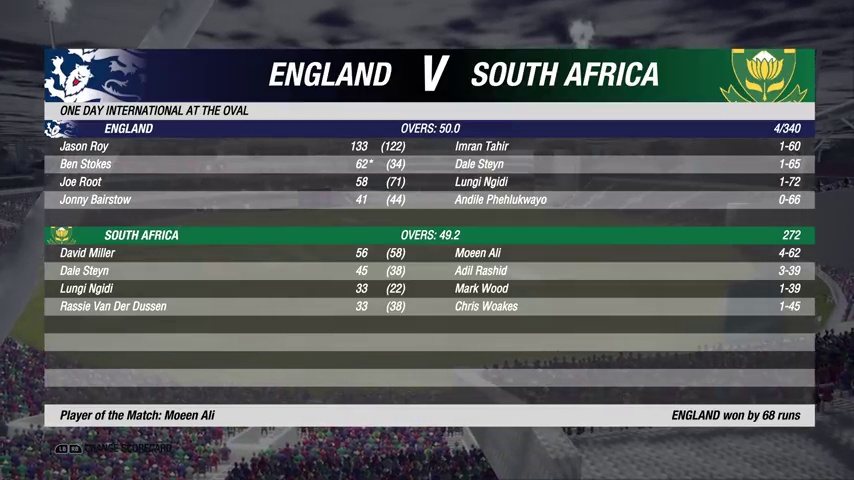 ENGLAND V SOUTH AFRICA
ONE DAY INTERNATIONAL AT THE OVAL
ENGLAND OVERS: 50.0 4/340
Jason Roy 133 (122) Imran Tahir 1-60
Ben Stokes 62* (34) Dale Steyn 1-65
Joe Root 58 (71) Lungi Ngidi 1-72
Jonny Bairstow 41 (44) Andile Phehlukwayo 0-66
SOUTH AFRICA OVERS: 49.2 272
David Miller 56 (58) Moeen Ali 4-62
Dale Steyn 45 (38) Adil Rashid 3-39
Lungi Ngidi 33 (22) Mark Wood 1-39
Rassie Van Der Dussen 33 (38) Chris Woakes 1-45
Player of the Match: Moeen Ali ENGLAND won by 68 runs
CHANGE SCORECARD